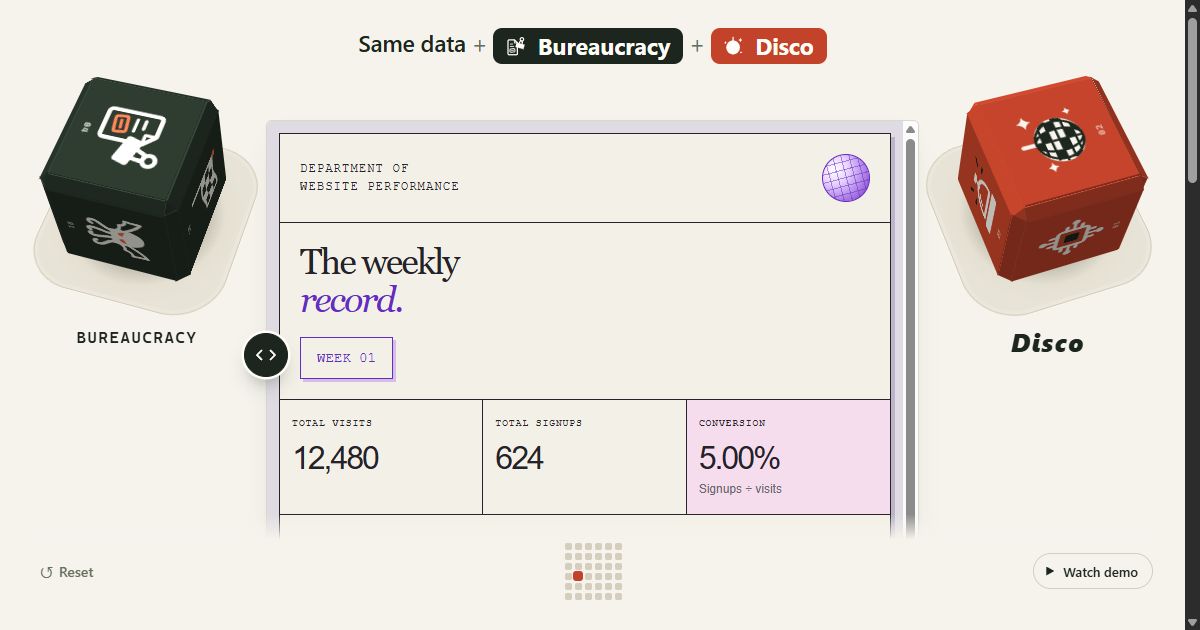 Same data + Bureaucracy + Disco
DEPARTMENT OF
WEBSITE PERFORMANCE
The weekly
record.
WEEK 01
BUREAUCRACY
Disco
TOTAL VISITS
12,480
TOTAL SIGNUPS
624
CONVERSION
5.00%
Signups ÷ visits
Reset
Watch demo